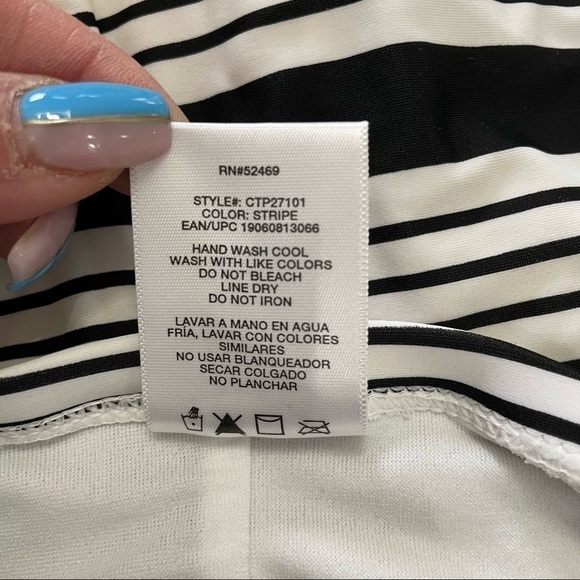 RN#52469
STYLE#: CTP27101
COLOR: STRIPE
EAN/UPC 19060813066
HAND WASH COOL
WASH WITH LIKE COLORS
DO NOT BLEACH
LINE DRY
DO NOT IRON
LAVAR A MANO EN AGUA
FRÍA, LAVAR CON COLORES
SIMILARES
NO USAR BLANQUEADOR
SECAR COLGADO
NO PLANCHAR